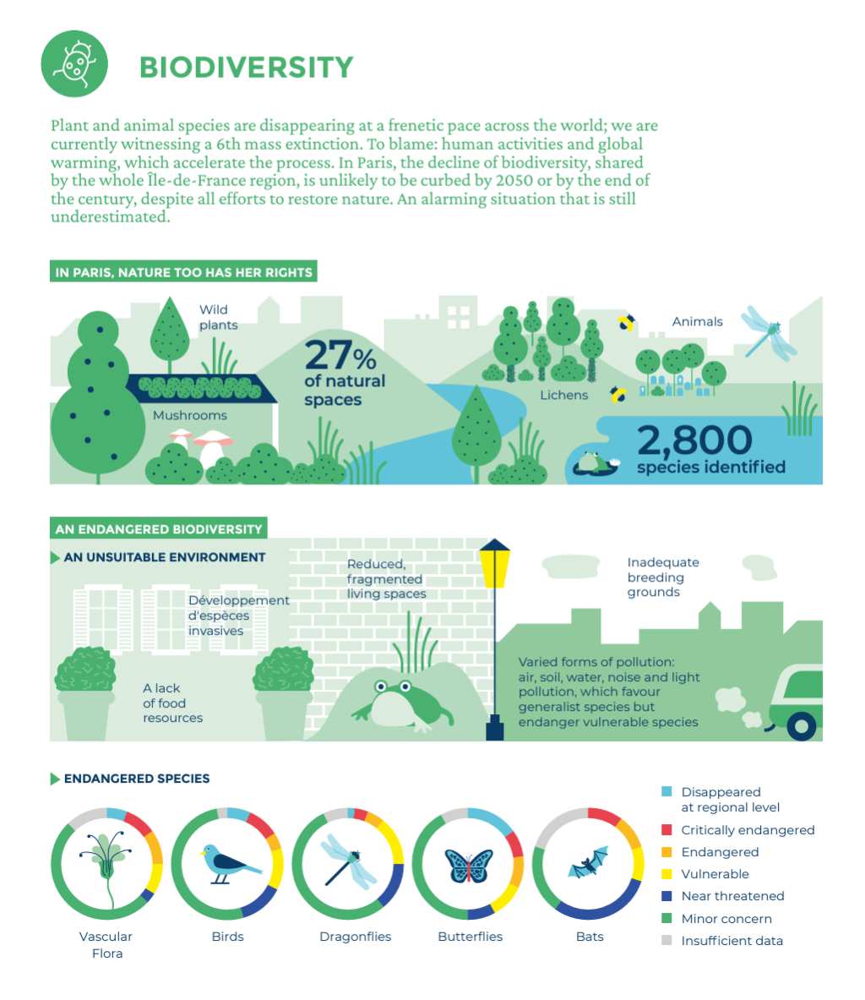 BIODIVERSITY
Plant and animal species are disappearing at a frenetic pace across the world; we are
currently witnessing a 6th mass extinction. To blame: human activities and global
warming, which accelerate the process. In Paris, the decline of biodiversity, shared
by the whole Île-de-France region, is unlikely to be curbed by 2050 or by the end of
the century, despite all efforts to restore nature. An alarming situation that is still
underestimated.
IN PARIS, NATURE TOO HAS HER RIGHTS
Wild
plants
27%
of natural
spaces
Animals
Lichens
Mushrooms
2,800
species identified
AN ENDANGERED BIODIVERSITY
AN UNSUITABLE ENVIRONMENT
Reduced,
fragmented
living spaces
Inadequate
breeding
grounds
Développement
d'espèces
invasives
Varied forms of pollution:
air, soil, water, noise and light
pollution, which favour
generalist species but
endanger vulnerable species
A lack
of food
resources
ENDANGERED SPECIES
Disappeared
at regional level
Critically endangered
Endangered
Vulnerable
Near threatened
Minor concern
Insufficient data
Vascular
Flora
Birds
Dragonflies
Butterflies
Bats